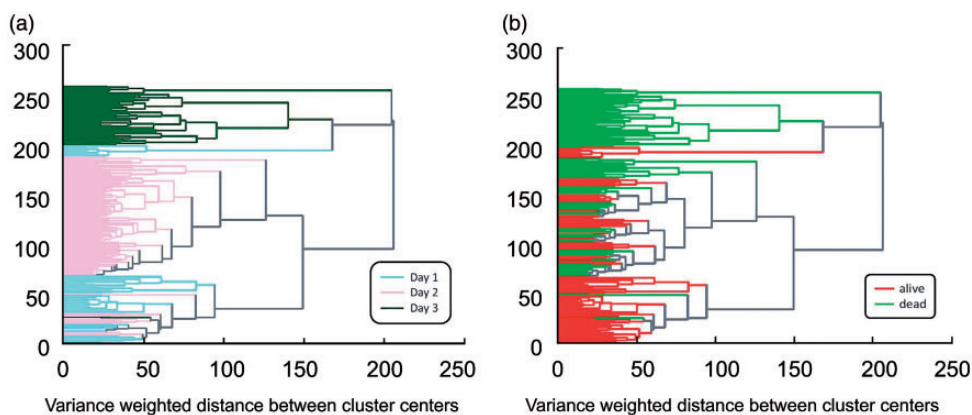 (a)
300
250
200
150
100
50
0
Day 1
Day 2
Day 3
0 50 100 150 200 250
Variance weighted distance between cluster centers
(b)
300
250
200
150
100
50
0
alive
dead
0 50 100 150 200 250
Variance weighted distance between cluster centers